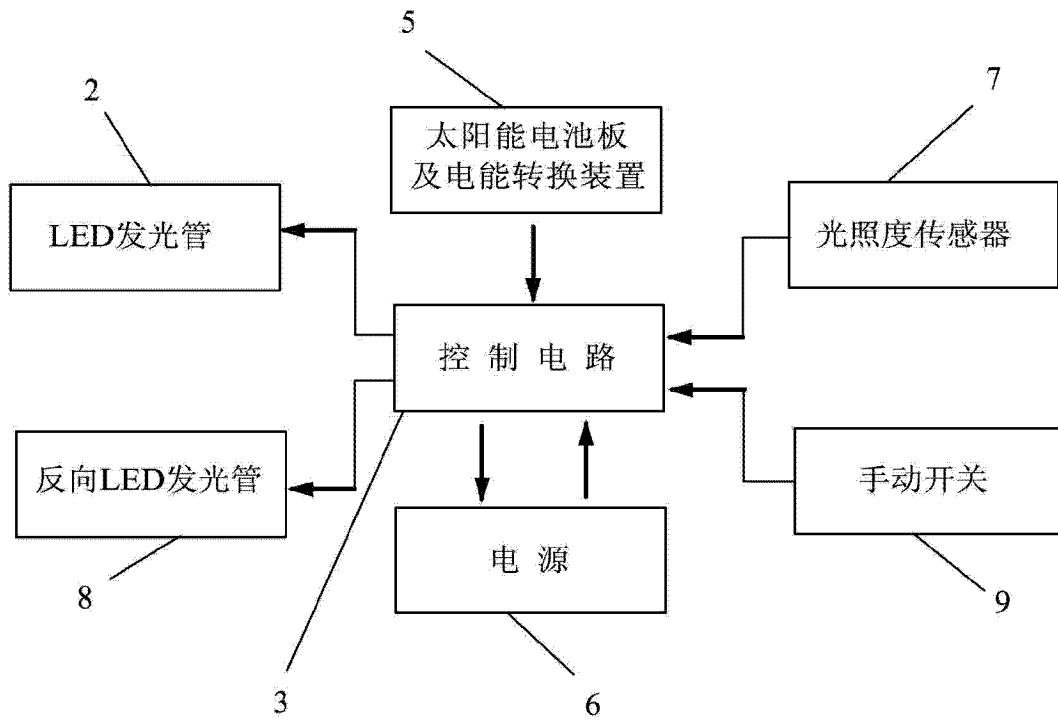 5
2
7
太阳能电池板
及电能转换装置
LED发光管
光照度传感器
控制电路
反向LED发光管
手动开关
电源
8
9
3
6